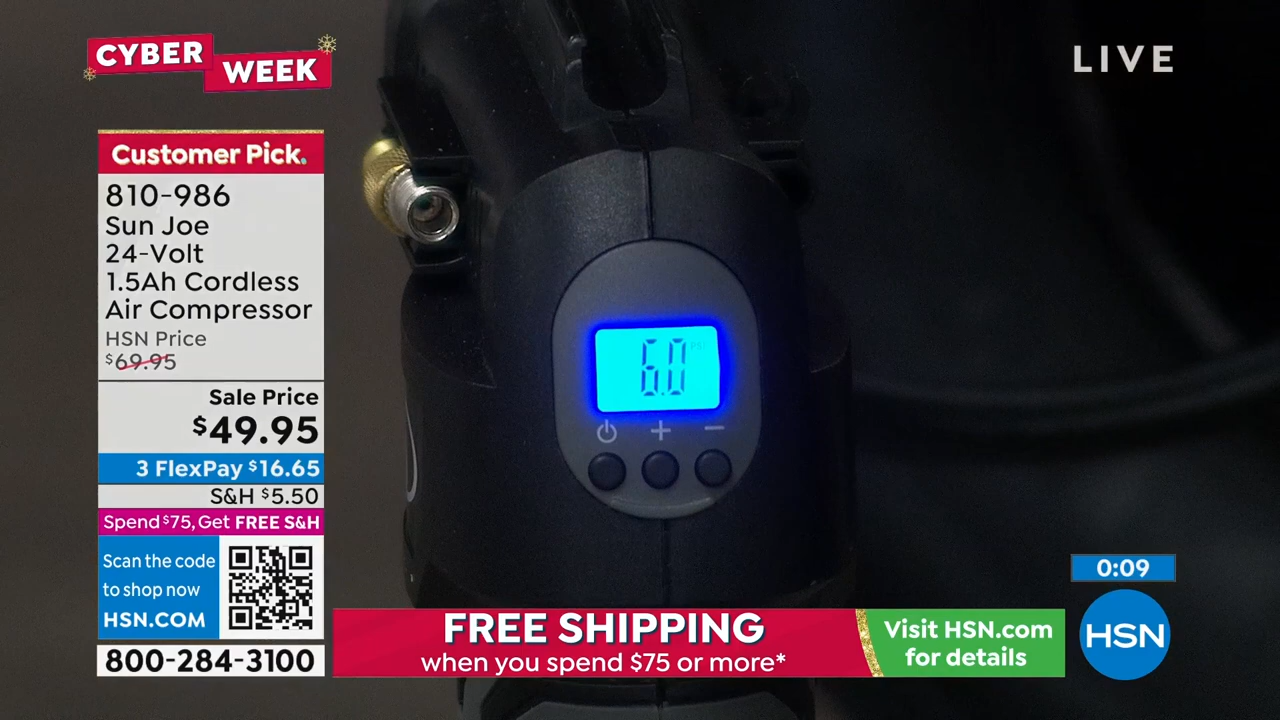 CYBER
WEEK
LIVE
Customer Pick.
810-986
Sun Joe
24-Volt
1.5Ah Cordless
Air Compressor
HSN Price
$69.95
Sale Price
$49.95
3 FlexPay $16.65
S&H $5.50
Spend $75, Get FREE S&H
Scan the code
to shop now
HSN.COM
800-284-3100
6.0 PSI
+ −
FREE SHIPPING
when you spend $75 or more*
Visit HSN.com
for details
0:09
HSN